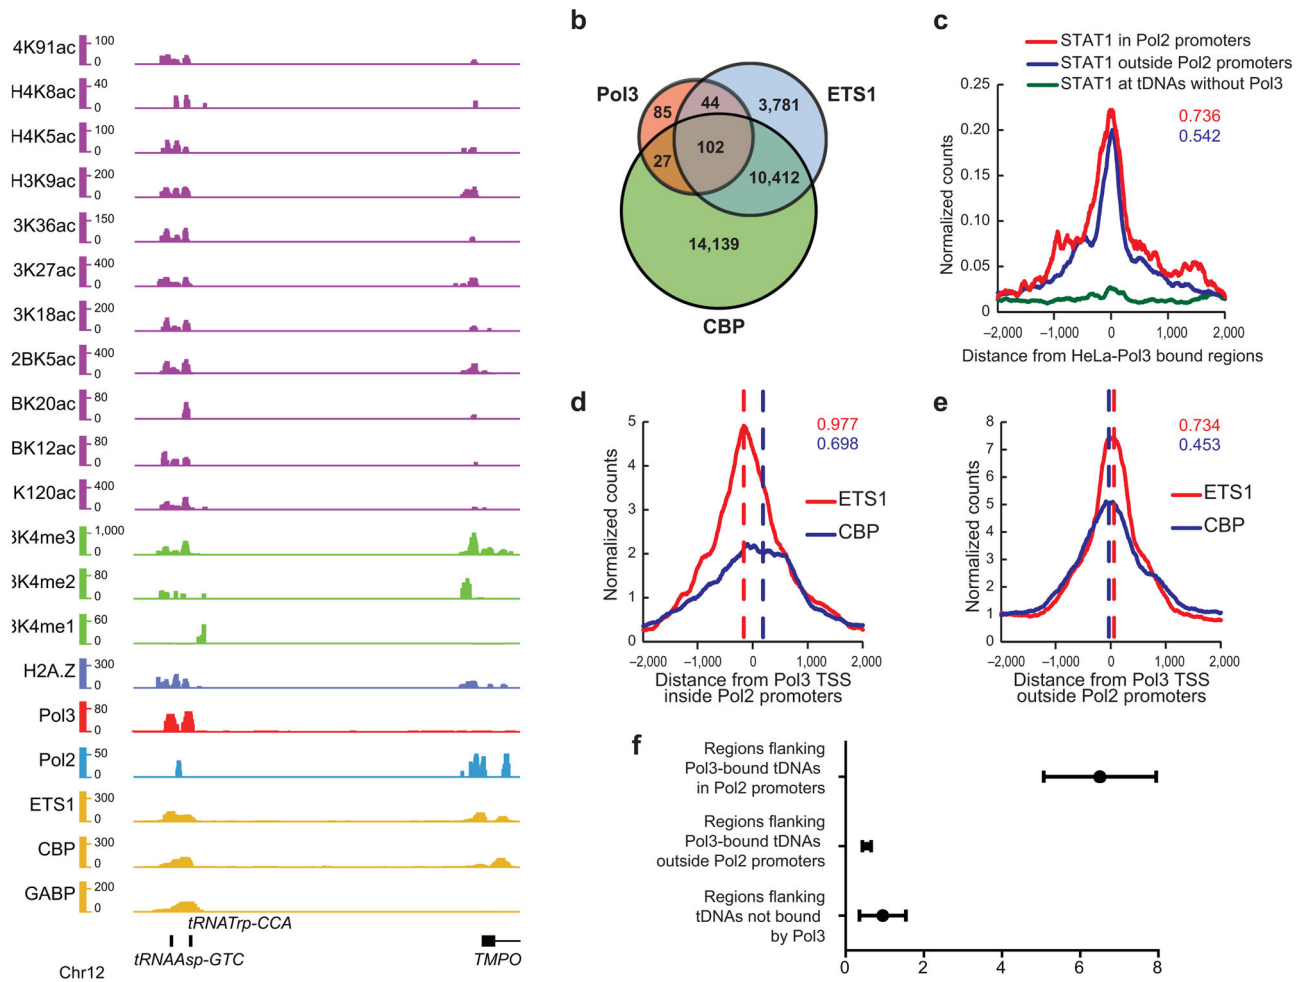 4K91ac 100 0
H4K8ac 40 0
H4K5ac 100 0
H3K9ac 200 0
3K36ac 150 0
3K27ac 400 0
3K18ac 200 0
2BK5ac 400 0
BK20ac 80 0
BK12ac 80 0
K120ac 400 0
3K4me3 1,000 0
3K4me2 80 0
3K4me1 60 0
H2A.Z 300 0
Pol3 80 0
Pol2 50 0
ETS1 300 0
CBP 300 0
GABP 200 0
tRNATrp-CCA
tRNAAsp-GTC TMPO
Chr12
b
Pol3 ETS1
85 44 3,781
27 102 10,412
14,139
CBP
c
STAT1 in Pol2 promoters
STAT1 outside Pol2 promoters
STAT1 at tDNAs without Pol3
0.736
0.542
Normalized counts
0.25
0.20
0.15
0.10
0.05
0
–2,000 –1,000 0 1,000 2,000
Distance from HeLa-Pol3 bound regions
d
0.977
0.698
ETS1
CBP
Normalized counts
5
4
3
2
1
0
–2,000 –1,000 0 1,000 2,000
Distance from Pol3 TSS
inside Pol2 promoters
e
0.734
0.453
ETS1
CBP
Normalized counts
8
7
6
5
4
3
2
1
0
–2,000 –1,000 0 1,000 2,000
Distance from Pol3 TSS
outside Pol2 promoters
f
Regions flanking
Pol3-bound tDNAs
in Pol2 promoters
Regions flanking
Pol3-bound tDNAs
outside Pol2 promoters
Regions flanking
tDNAs not bound
by Pol3
0 2 4 6 8